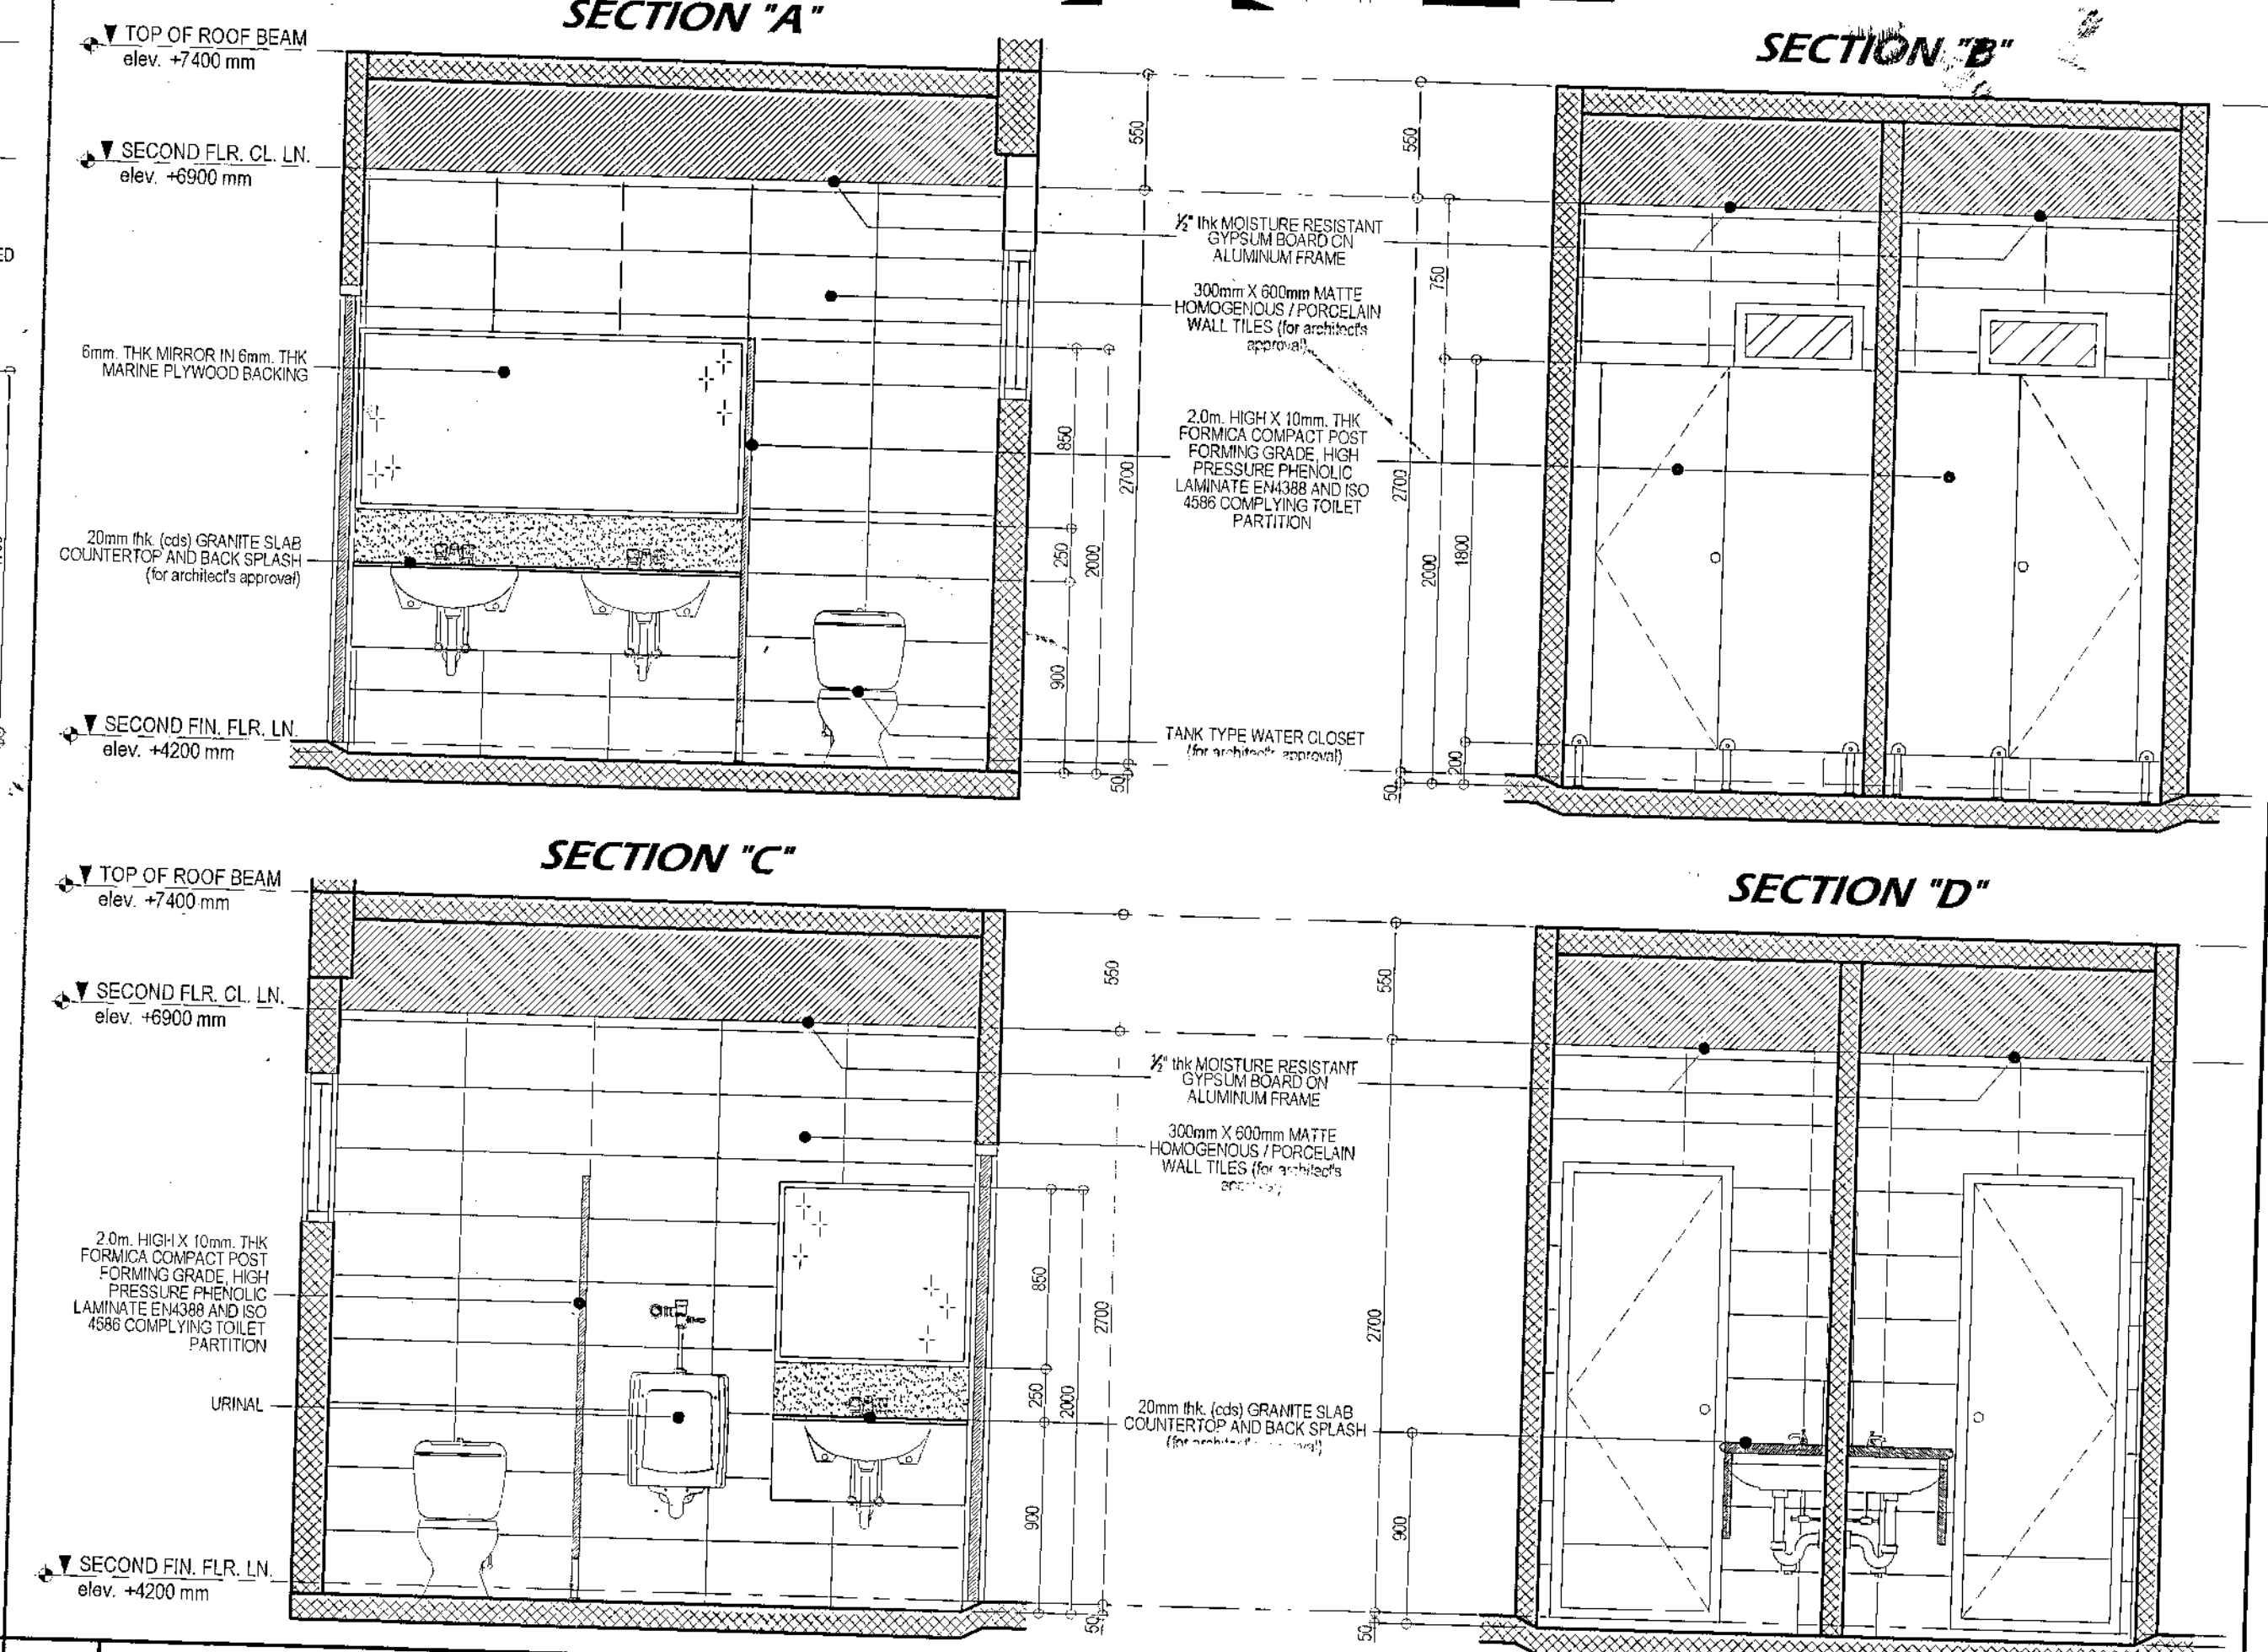 SECTION "A"
▼ TOP OF ROOF BEAM
elev. +7400 mm
▼ SECOND FLR. CL. LN.
elev. +6900 mm
ED
6mm. THK MIRROR IN 6mm. THK
MARINE PLYWOOD BACKING
20mm thk. (cds) GRANITE SLAB
COUNTERTOP AND BACK SPLASH
(for architect's approval)
▼ SECOND FIN. FLR. LN.
elev. +4200 mm
550
850
2700
250
2000
900
50
½" thk MOISTURE RESISTANT
GYPSUM BOARD ON
ALUMINUM FRAME
300mm X 600mm MATTE
HOMOGENOUS / PORCELAIN
WALL TILES (for architect's
approval)
2.0m. HIGH X 10mm. THK
FORMICA COMPACT POST
FORMING GRADE, HIGH
PRESSURE PHENOLIC
LAMINATE EN4388 AND ISO
4586 COMPLYING TOILET
PARTITION
TANK TYPE WATER CLOSET
(for architect's approval)
SECTION "B"
550
750
2700
2000
1800
200
50
SECTION "C"
▼ TOP OF ROOF BEAM
elev. +7400 mm
▼ SECOND FLR. CL. LN.
elev. +6900 mm
2.0m. HIGH X 10mm. THK
FORMICA COMPACT POST
FORMING GRADE, HIGH
PRESSURE PHENOLIC
LAMINATE EN4388 AND ISO
4586 COMPLYING TOILET
PARTITION
URINAL
▼ SECOND FIN. FLR. LN.
elev. +4200 mm
550
850
2700
250
2000
900
50
½" thk MOISTURE RESISTANT
GYPSUM BOARD ON
ALUMINUM FRAME
300mm X 600mm MATTE
HOMOGENOUS / PORCELAIN
WALL TILES (for architect's
20mm thk. (cds) GRANITE SLAB
COUNTERTOP AND BACK SPLASH
(for architect's
SECTION "D"
550
2700
900
50